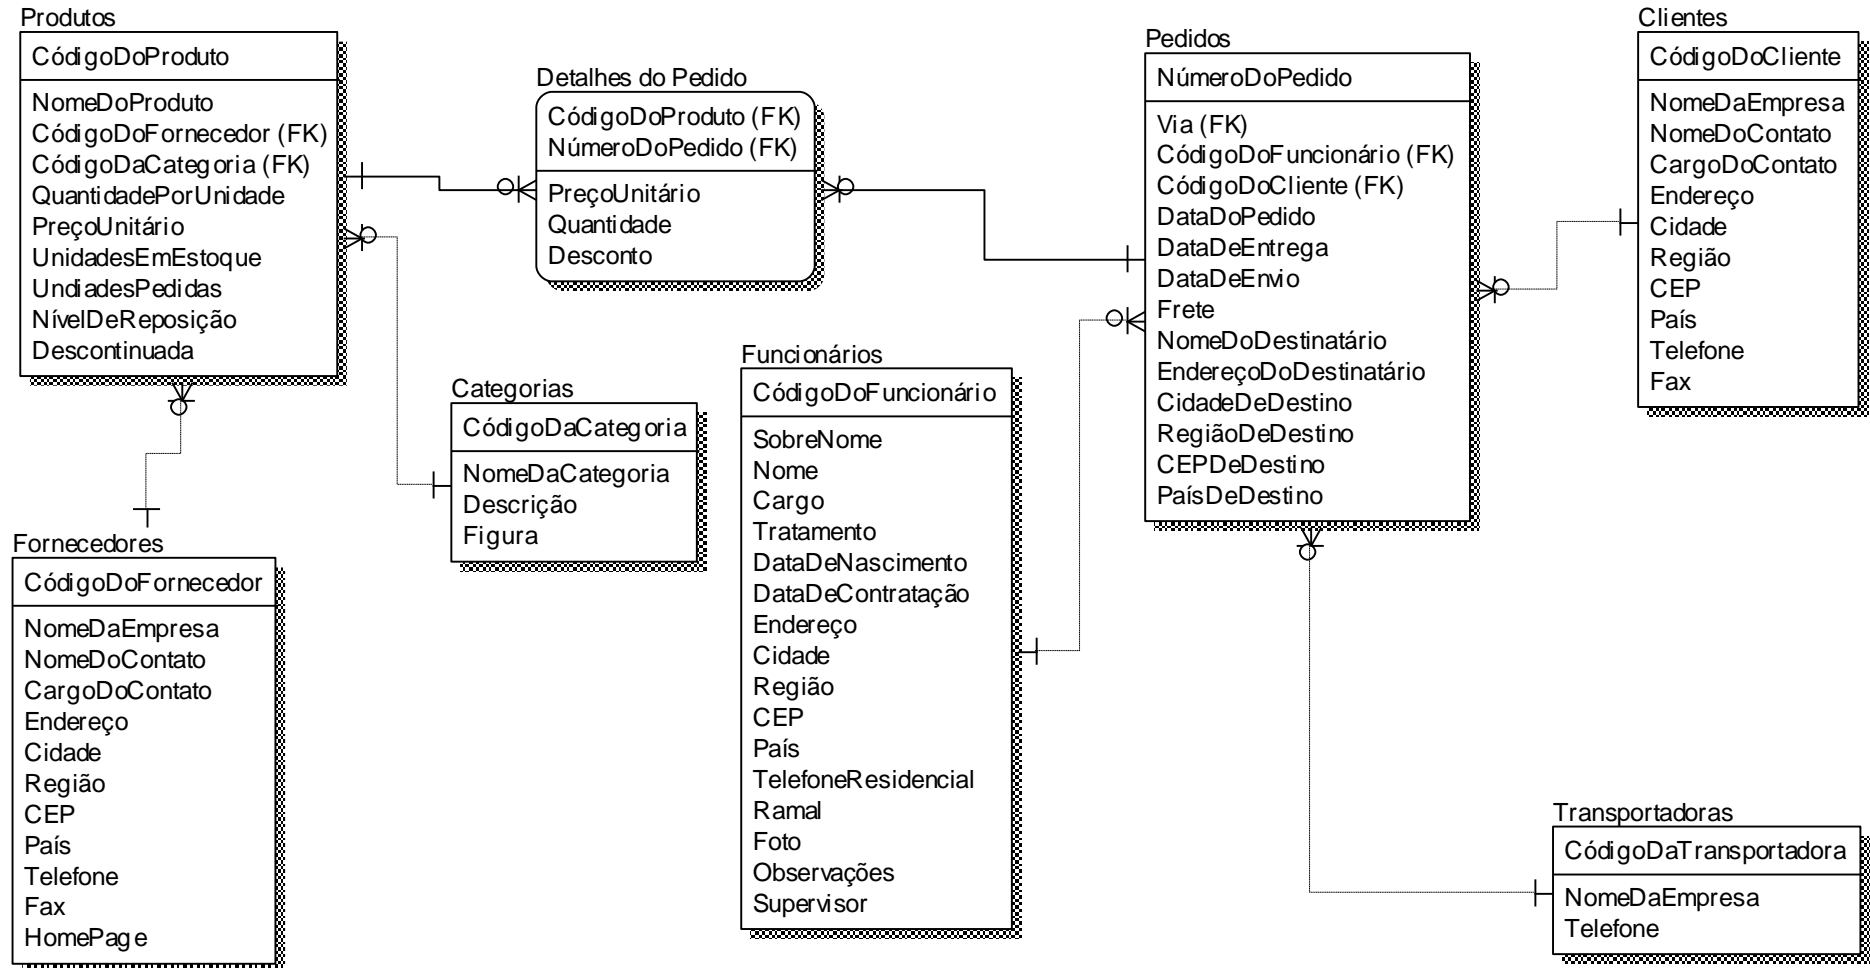 Produtos
CódigoDoProduto
NomeDoProduto
CódigoDoFornecedor (FK)
CódigoDaCategoria (FK)
QuantidadePorUnidade
PreçoUnitário
UnidadesEmEstoque
UndiadesPedidas
NívelDeReposição
Descontinuada
Detalhes do Pedido
CódigoDoProduto (FK)
NúmeroDoPedido (FK)
PreçoUnitário
Quantidade
Desconto
Pedidos
NúmeroDoPedido
Via (FK)
CódigoDoFuncionário (FK)
CódigoDoCliente (FK)
DataDoPedido
DataDeEntrega
DataDeEnvio
Frete
NomeDoDestinatário
EndereçoDoDestinatário
CidadeDeDestino
RegiãoDeDestino
CEPDeDestino
PaísDeDestino
Clientes
CódigoDoCliente
NomeDaEmpresa
NomeDoContato
CargoDoContato
Endereço
Cidade
Região
CEP
País
Telefone
Fax
Fornecedores
CódigoDoFornecedor
NomeDaEmpresa
NomeDoContato
CargoDoContato
Endereço
Cidade
Região
CEP
País
Telefone
Fax
HomePage
Categorias
CódigoDaCategoria
NomeDaCategoria
Descrição
Figura
Funcionários
CódigoDoFuncionário
SobreNome
Nome
Cargo
Tratamento
DataDeNascimento
DataDeContratação
Endereço
Cidade
Região
CEP
País
TelefoneResidencial
Ramal
Foto
Observações
Supervisor
Transportadoras
CódigoDaTransportadora
NomeDaEmpresa
Telefone